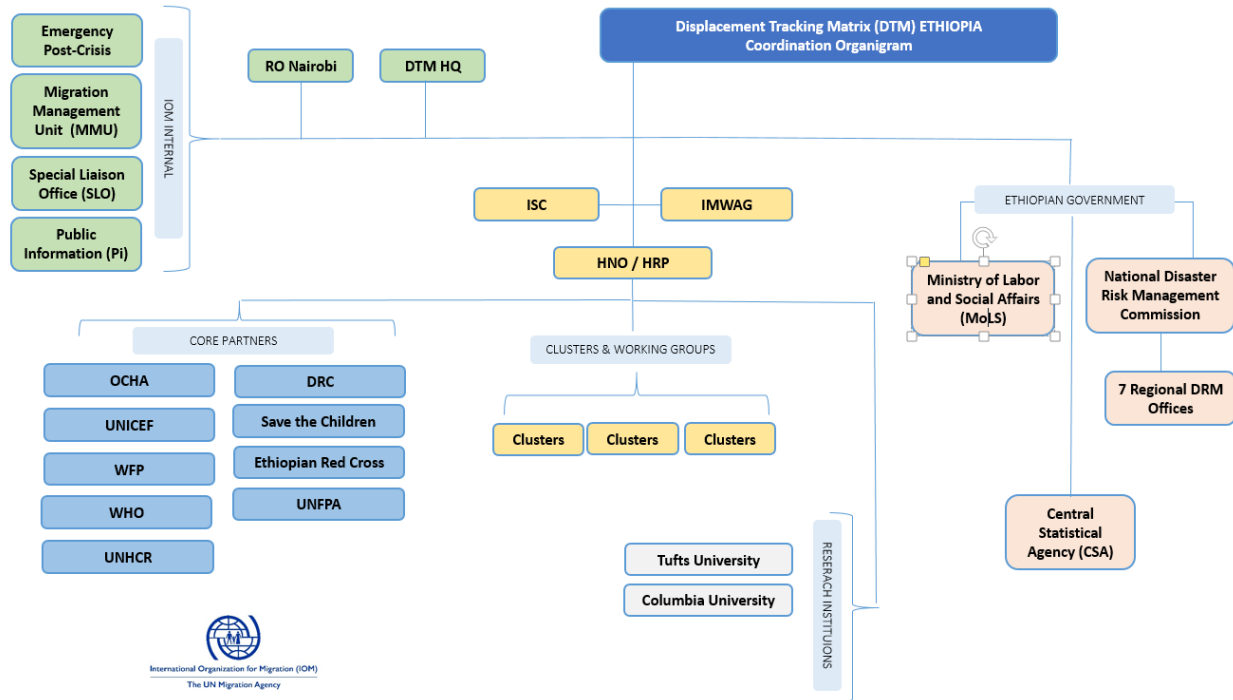 Displacement Tracking Matrix (DTM) ETHIOPIA
Coordination Organigram
Emergency
Post-Crisis
Migration
Management
Unit (MMU)
Special Liaison
Office (SLO)
Public
Information (Pi)
IOM INTERNAL
RO Nairobi
DTM HQ
ISC
IMWAG
HNO / HRP
ETHIOPIAN GOVERNMENT
Ministry of Labor
and Social Affairs
(MoLS)
National Disaster
Risk Management
Commission
7 Regional DRM
Offices
Central
Statistical
Agency (CSA)
CORE PARTNERS
OCHA
UNICEF
WFP
WHO
UNHCR
DRC
Save the Children
Ethiopian Red Cross
UNFPA
CLUSTERS & WORKING GROUPS
Clusters
Clusters
Clusters
Tufts University
Columbia University
RESERACH INSTITUIONS
International Organization for Migration (IOM)
The UN Migration Agency